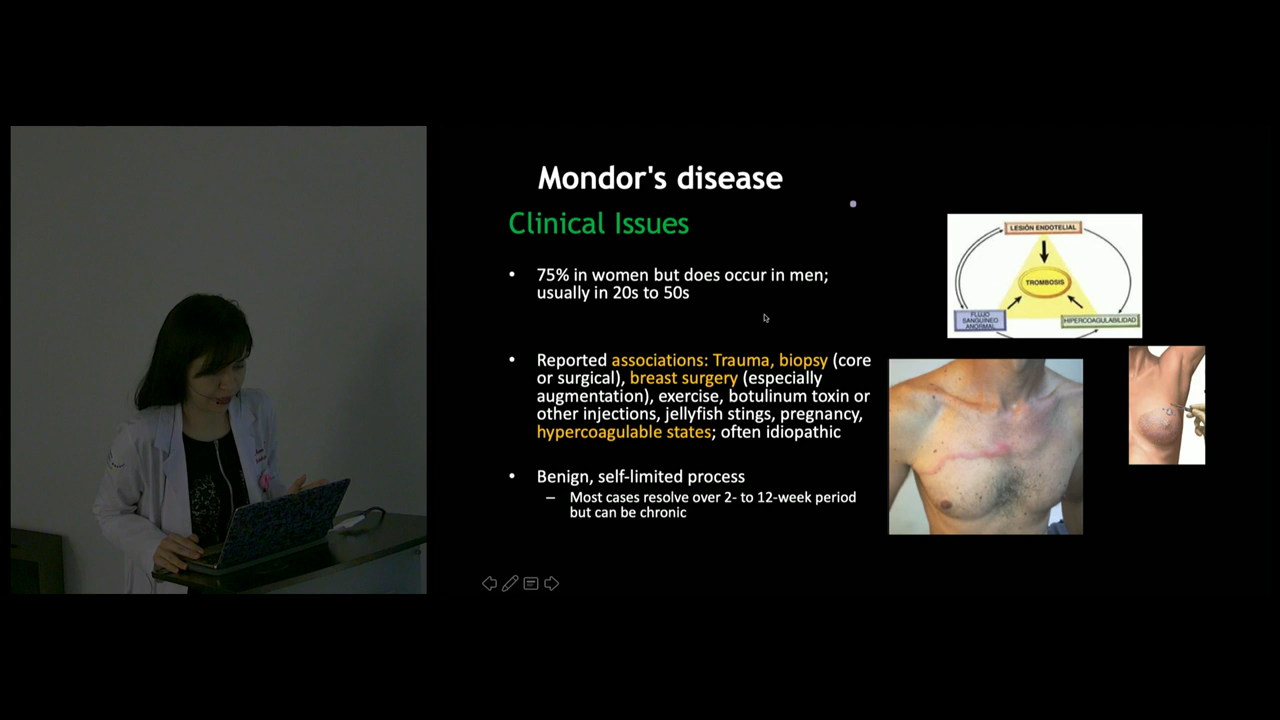 Mondor's disease
Clinical Issues
• 75% in women but does occur in men;
usually in 20s to 50s
• Reported associations: Trauma, biopsy (core
or surgical), breast surgery (especially
augmentation), exercise, botulinum toxin or
other injections, jellyfish stings, pregnancy,
hypercoagulable states; often idiopathic
• Benign, self-limited process
– Most cases resolve over 2- to 12-week period
but can be chronic
LESIÓN ENDOTELIAL
TROMBOSIS
FLUJO
SANGUÍNEO
ANORMAL
HIPERCOAGULABILIDAD